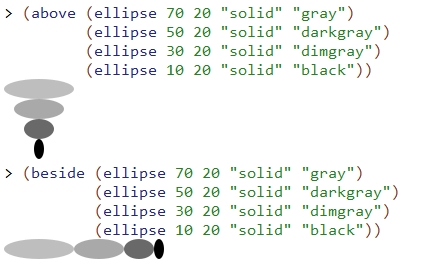 > (above (ellipse 70 20 "solid" "gray")
(ellipse 50 20 "solid" "darkgray")
(ellipse 30 20 "solid" "dimgray")
(ellipse 10 20 "solid" "black"))
> (beside (ellipse 70 20 "solid" "gray")
(ellipse 50 20 "solid" "darkgray")
(ellipse 30 20 "solid" "dimgray")
(ellipse 10 20 "solid" "black"))